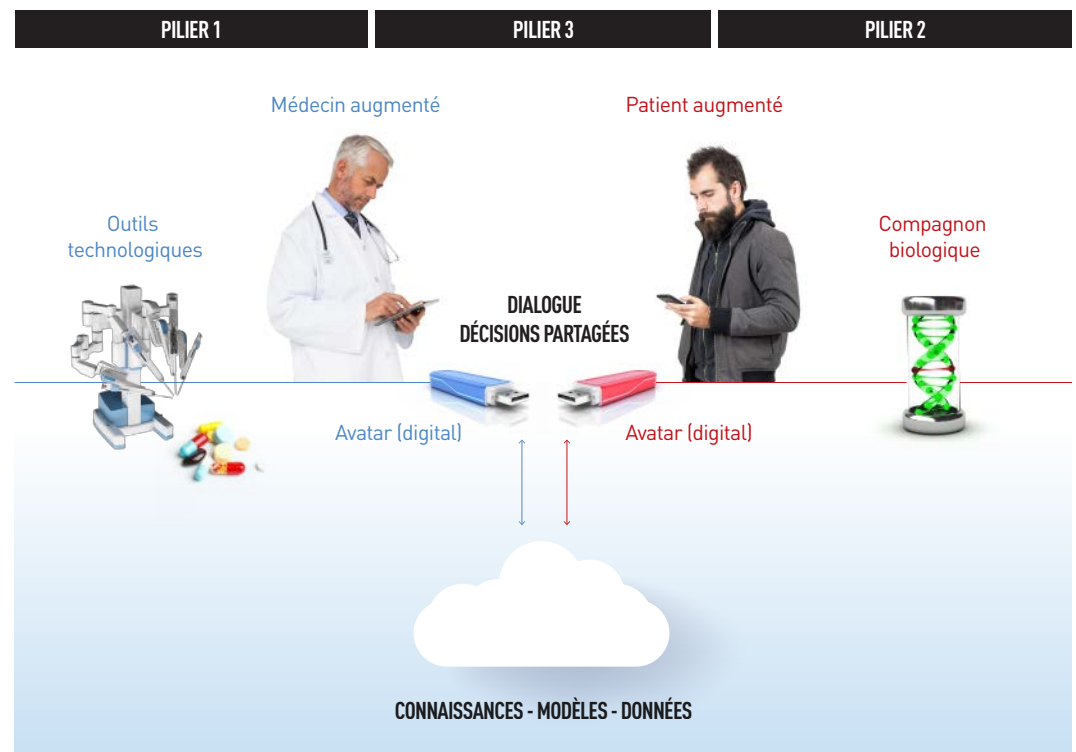 PILIER 1
PILIER 3
PILIER 2
Médecin augmenté
Patient augmenté
Outils
technologiques
Compagnon
biologique
DIALOGUE
DÉCISIONS PARTAGÉES
Avatar (digital)
Avatar (digital)
CONNAISSANCES - MODÈLES - DONNÉES